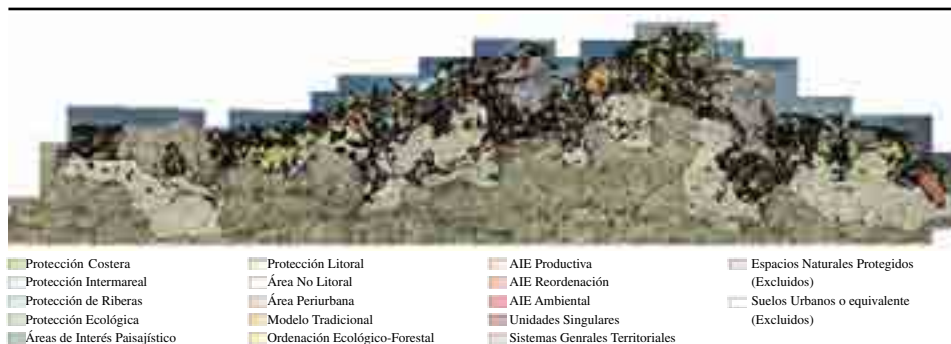 Protección Costera
Protección Intermareal
Protección de Riberas
Protección Ecológica
Áreas de Interés Paisajístico
Protección Litoral
Área No Litoral
Área Periurbana
Modelo Tradicional
Ordenación Ecológico-Forestal
AIE Productiva
AIE Reordenación
AIE Ambiental
Unidades Singulares
Sistemas Genrales Territoriales
Espacios Naturales Protegidos
(Excluidos)
Suelos Urbanos o equivalente
(Excluidos)